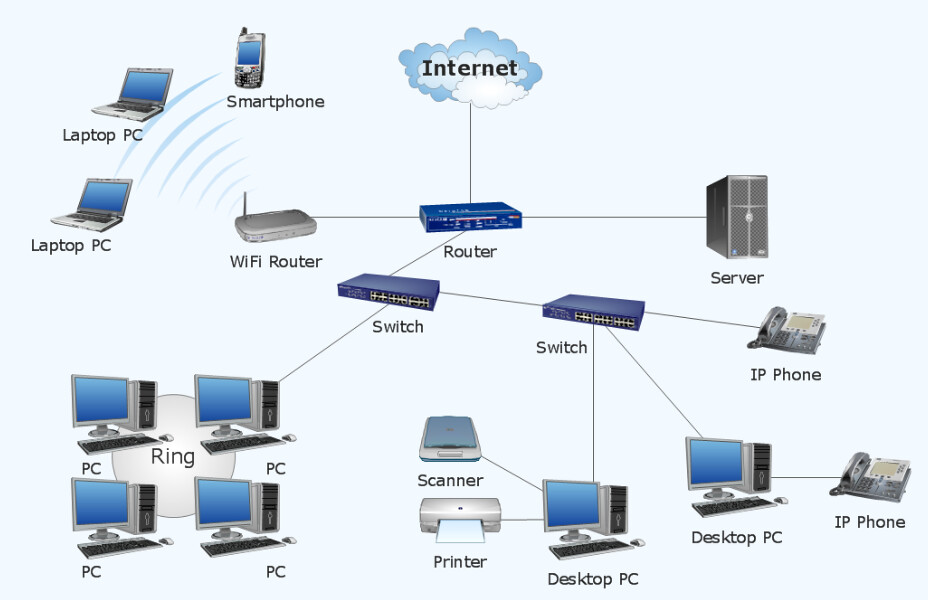 Internet
Smartphone
Laptop PC
Laptop PC
WiFi Router
Router
Server
Switch
Switch
IP Phone
Ring
PC
PC
Scanner
IP Phone
Desktop PC
Printer
PC
PC
Desktop PC